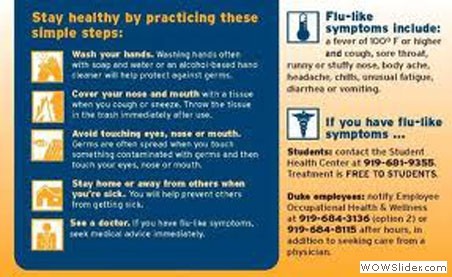 Stay healthy by practicing these
simple steps:
Wash your hands. Washing hands often
with soap and water or an alcohol-based hand
cleaner will help protect against germs.
Cover your nose and mouth with a tissue
when you cough or sneeze. Throw the tissue
in the trash immediately after use.
Avoid touching eyes, nose or mouth.
Germs are often spread when you touch
something contaminated with germs and then
touch your eyes, nose or mouth.
Stay home or away from others when
you're sick. You will help prevent others
from getting sick.
See a doctor. If you have flu-like symptoms,
seek medical advice immediately.
Flu-like
symptoms include:
a fever of 100° F or higher
and cough, sore throat,
runny or stuffy nose, body ache,
headache, chills, unusual fatigue,
diarrhea or vomiting.
If you have flu-like
symptoms ...
Students: contact the Student
Health Center at 919-681-9355.
Treatment is FREE TO STUDENTS.
Duke employees: notify Employee
Occupational Health & Wellness
at 919-684-3136 (option 2) or
919-684-8115 after hours, in
addition to seeking care from a
physician.
WOWSlider.com